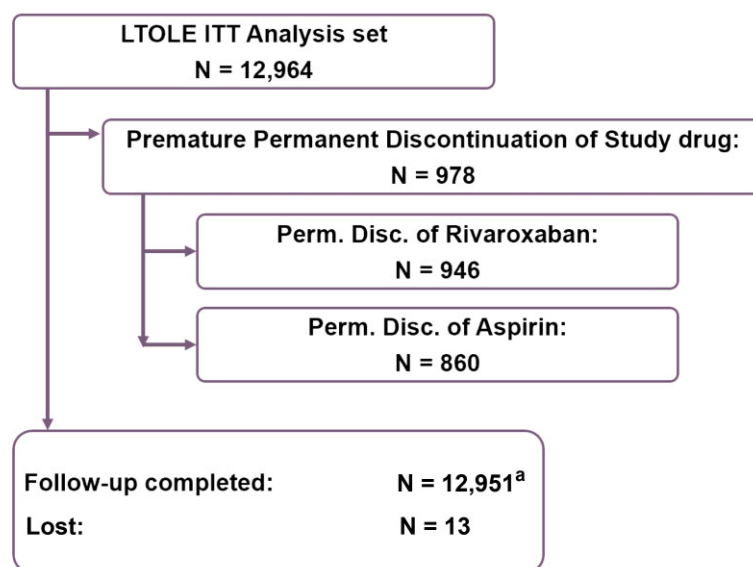 LTOLE ITT Analysis set
N = 12,964
Premature Permanent Discontinuation of Study drug:
N = 978
Perm. Disc. of Rivaroxaban:
N = 946
Perm. Disc. of Aspirin:
N = 860
Follow-up completed: N = 12,951ᵃ
Lost: N = 13